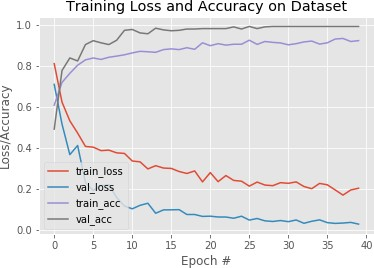 Training Loss and Accuracy on Dataset
1.0
0.8
0.6
0.4
0.2
0.0
Loss/Accuracy
train_loss
val_loss
train_acc
val_acc
0 5 10 15 20 25 30 35 40
Epoch #